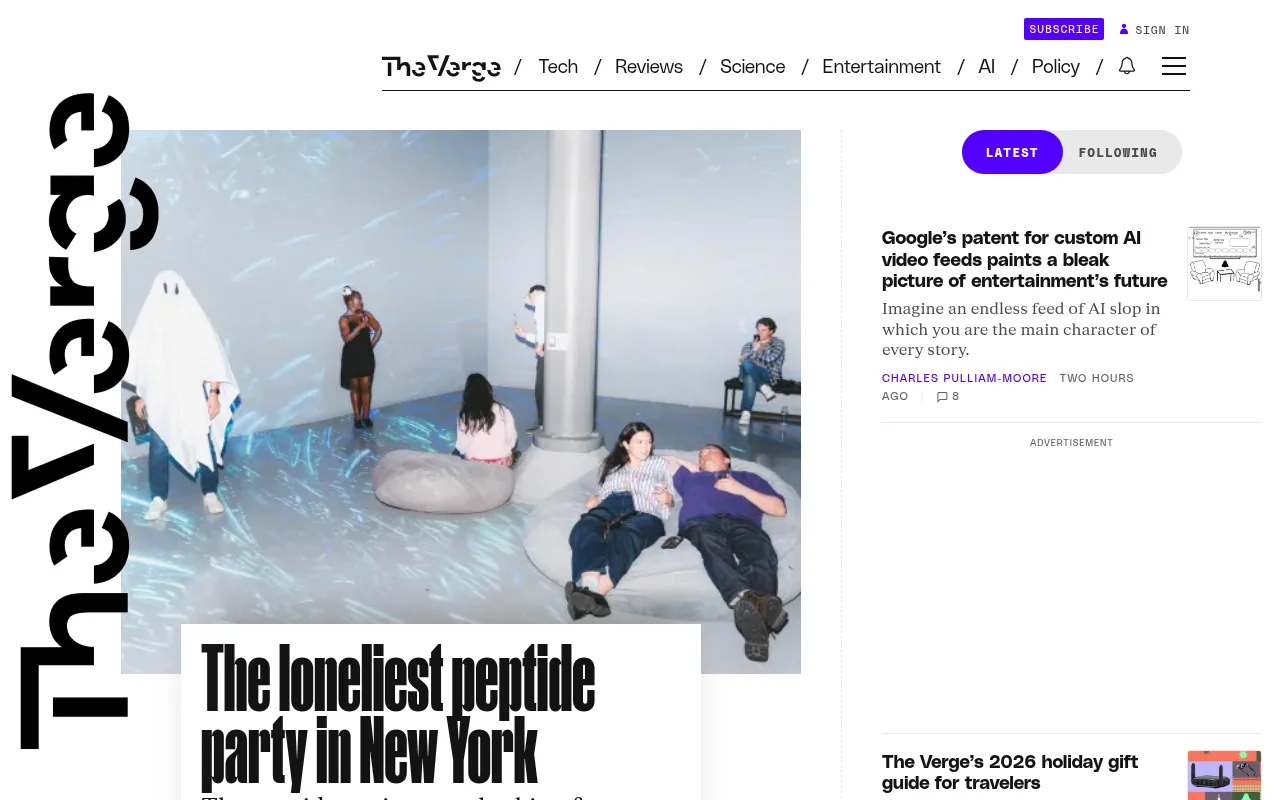 SUBSCRIBE
SIGN IN
The Verge / Tech / Reviews / Science / Entertainment / AI / Policy /
The Verge
LATEST
FOLLOWING
The loneliest peptide
party in New York
Google’s patent for custom AI
video feeds paints a bleak
picture of entertainment’s future
Imagine an endless feed of AI slop in
which you are the main character of
every story.
CHARLES PULLIAM-MOORE TWO HOURS
AGO 8
ADVERTISEMENT
The Verge’s 2026 holiday gift
guide for travelers